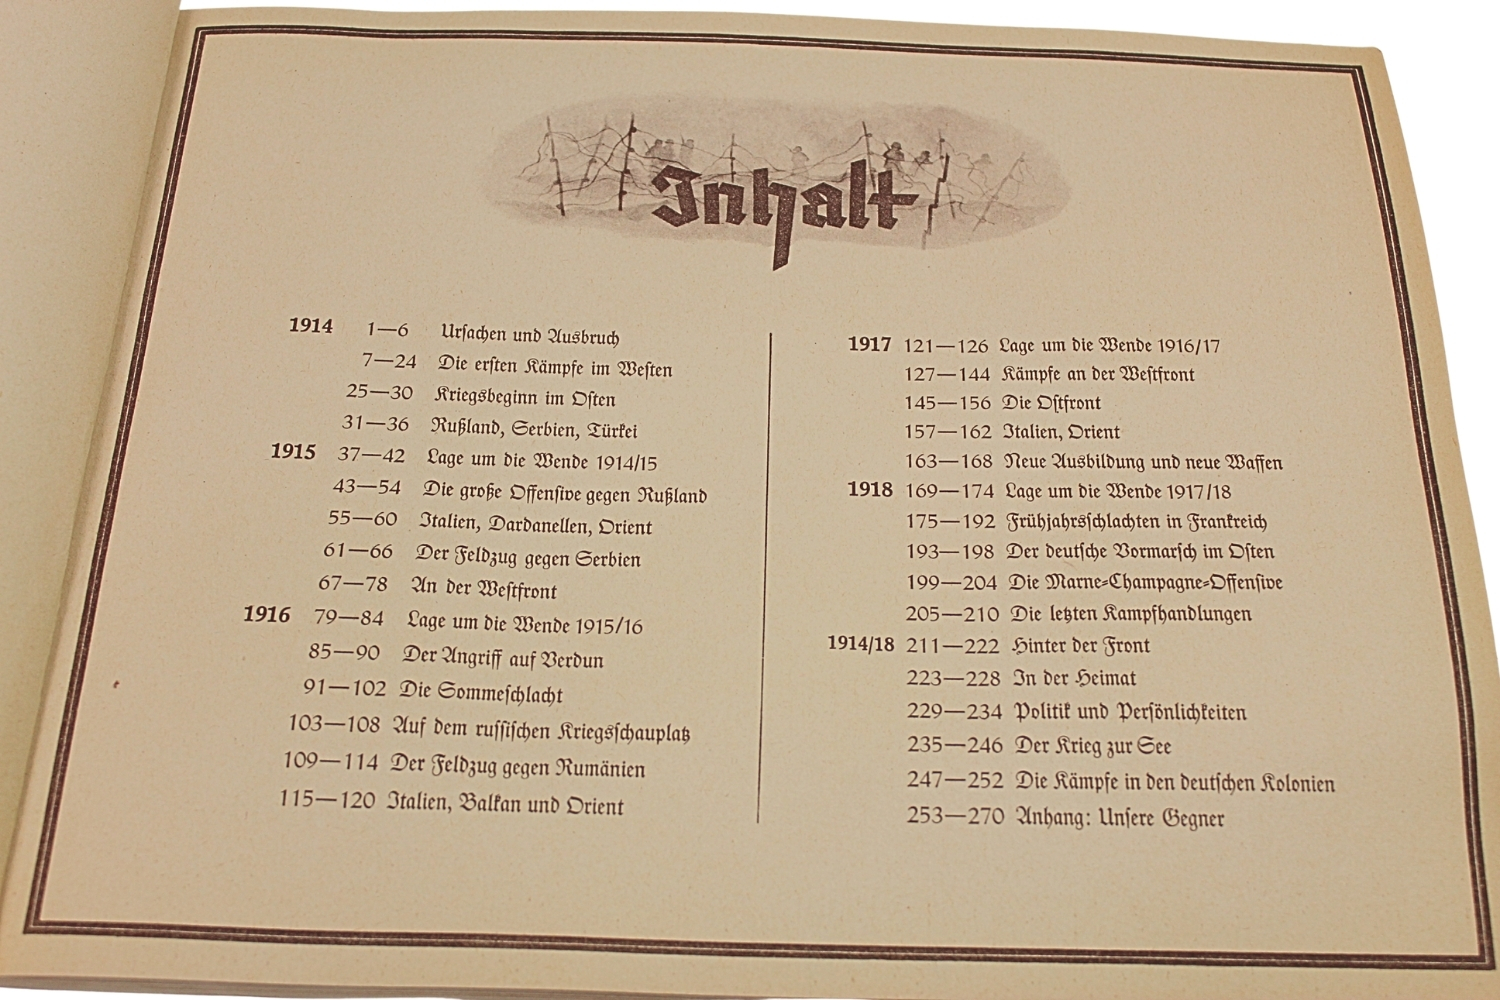 Inhalt
1914 1—6 Ursachen und Ausbruch
7—24 Die ersten Kämpfe im Westen
25—30 Kriegsbeginn im Osten
31—36 Rußland, Serbien, Türkei
1915 37—42 Lage um die Wende 1914/15
43—54 Die große Offensive gegen Rußland
55—60 Italien, Dardanellen, Orient
61—66 Der Feldzug gegen Serbien
67—78 An der Westfront
1916 79—84 Lage um die Wende 1915/16
85—90 Der Angriff auf Verdun
91—102 Die Sommeschlacht
103—108 Auf dem russischen Kriegsschauplatz
109—114 Der Feldzug gegen Rumänien
115—120 Italien, Balkan und Orient
1917 121—126 Lage um die Wende 1916/17
127—144 Kämpfe an der Westfront
145—156 Die Ostfront
157—162 Italien, Orient
163—168 Neue Ausbildung und neue Waffen
1918 169—174 Lage um die Wende 1917/18
175—192 Frühjahrsschlachten in Frankreich
193—198 Der deutsche Vormarsch im Osten
199—204 Die Marne-Champagne-Offensive
205—210 Die letzten Kampfhandlungen
1914/18 211—222 Hinter der Front
223—228 In der Heimat
229—234 Politik und Persönlichkeiten
235—246 Der Krieg zur See
247—252 Die Kämpfe in den deutschen Kolonien
253—270 Anhang: Unsere Gegner